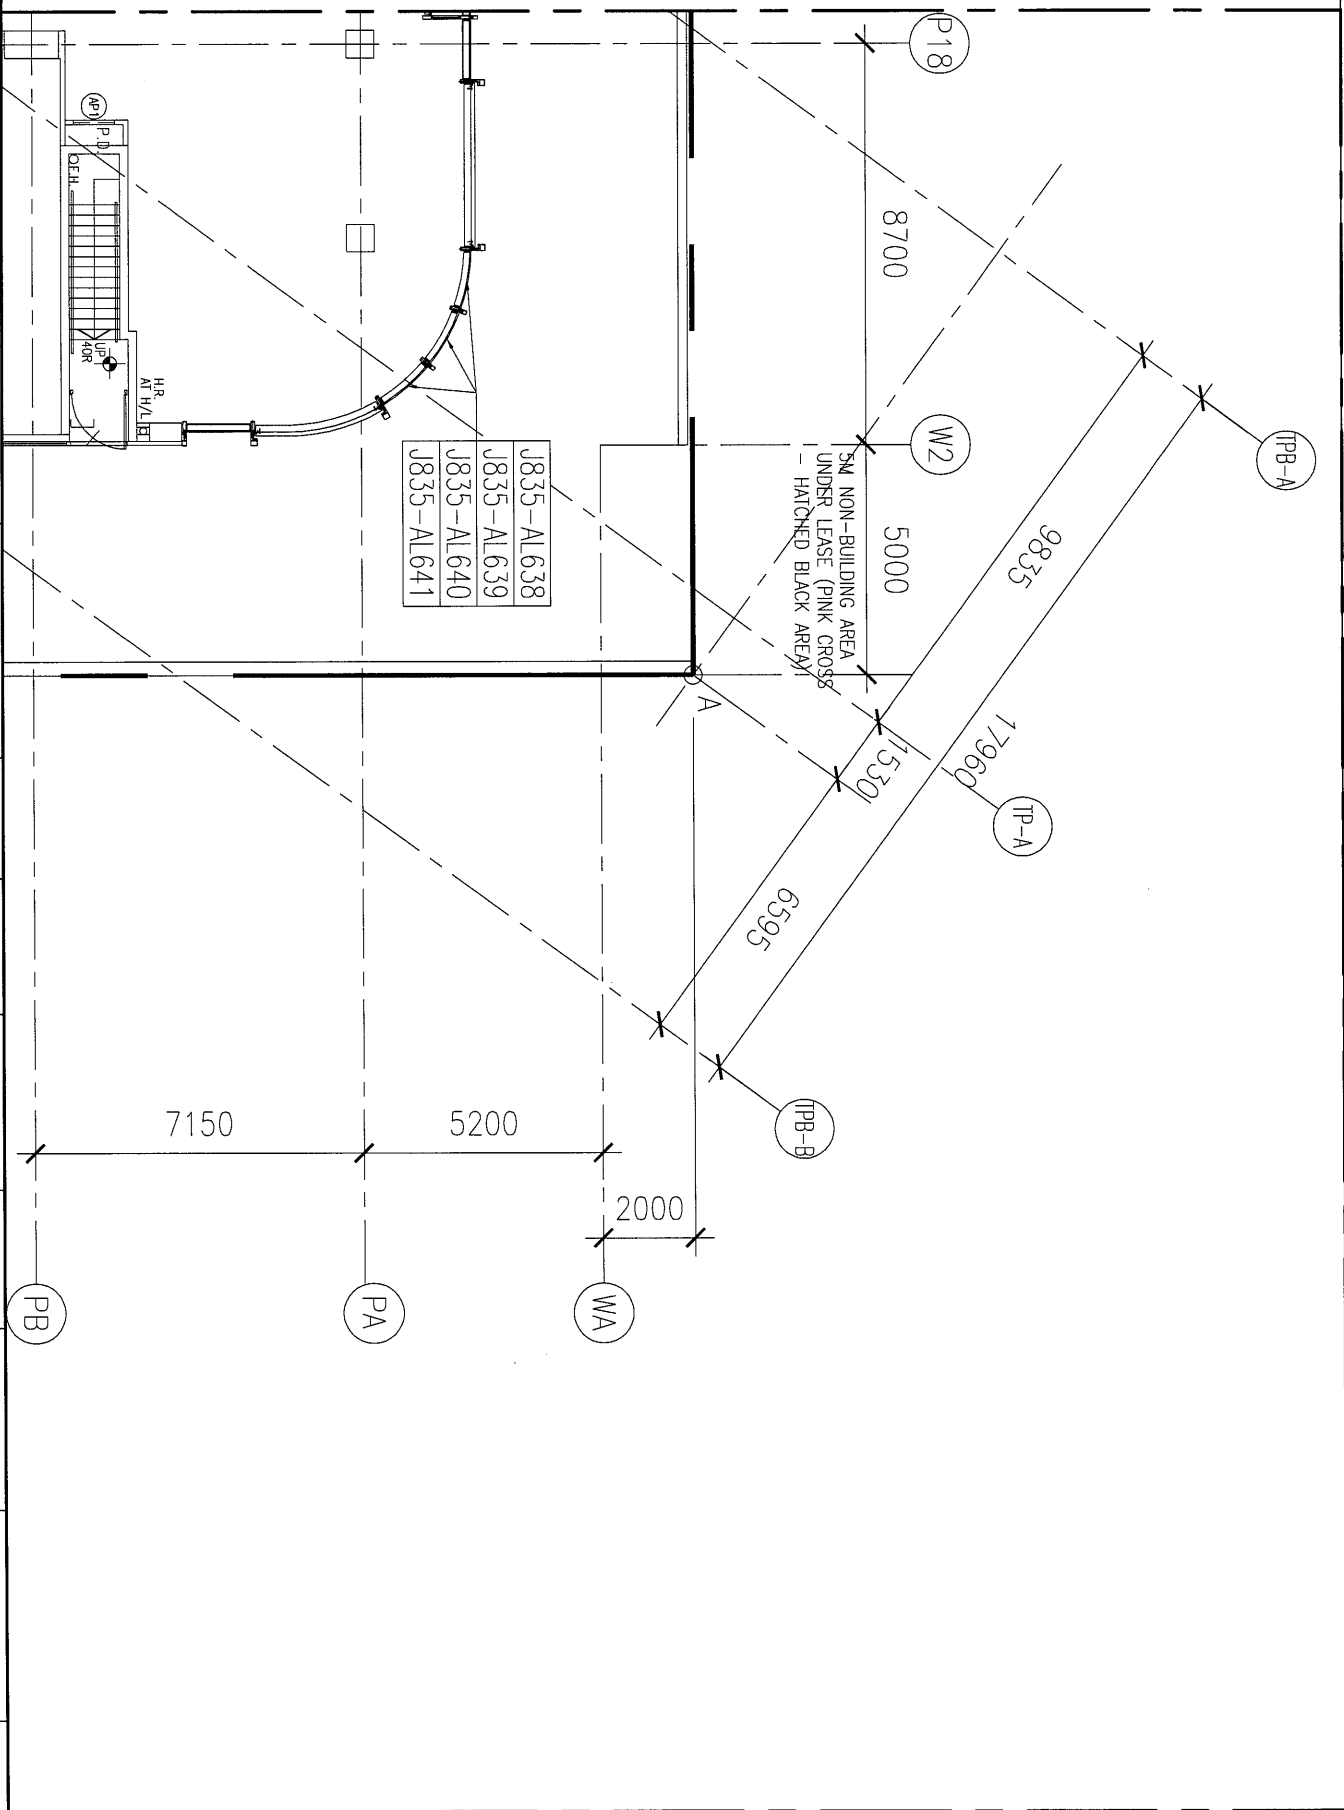 P18
8700
W2
5000
5M NON-BUILDING AREA
UNDER LEASE (PINK CROSS
- HATCHED BLACK AREA)
TPB-A
9835
17960
1530
TP-A
6595
TPB-B
A
AP1
P.D.
F.H.
UP
40R
H.R.
AT H/L
J835-AL638
J835-AL639
J835-AL640
J835-AL641
7150
5200
2000
PB
PA
WA